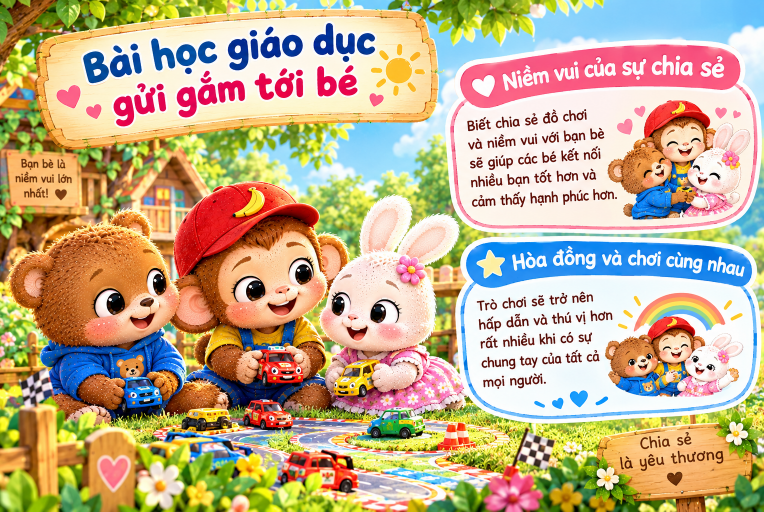 Bài học giáo dục
gửi gắm tới bé
Bạn bè là
niềm vui lớn
nhất!
Niềm vui của sự chia sẻ
Biết chia sẻ đồ chơi
và niềm vui với bạn bè
sẽ giúp các bé kết nối
nhiều bạn tốt hơn và
cảm thấy hạnh phúc hơn.
Hòa đồng và chơi cùng nhau
Trò chơi sẽ trở nên
hấp dẫn và thú vị hơn
rất nhiều khi có sự
chung tay của tất cả
mọi người.
Chia sẻ
là yêu thương